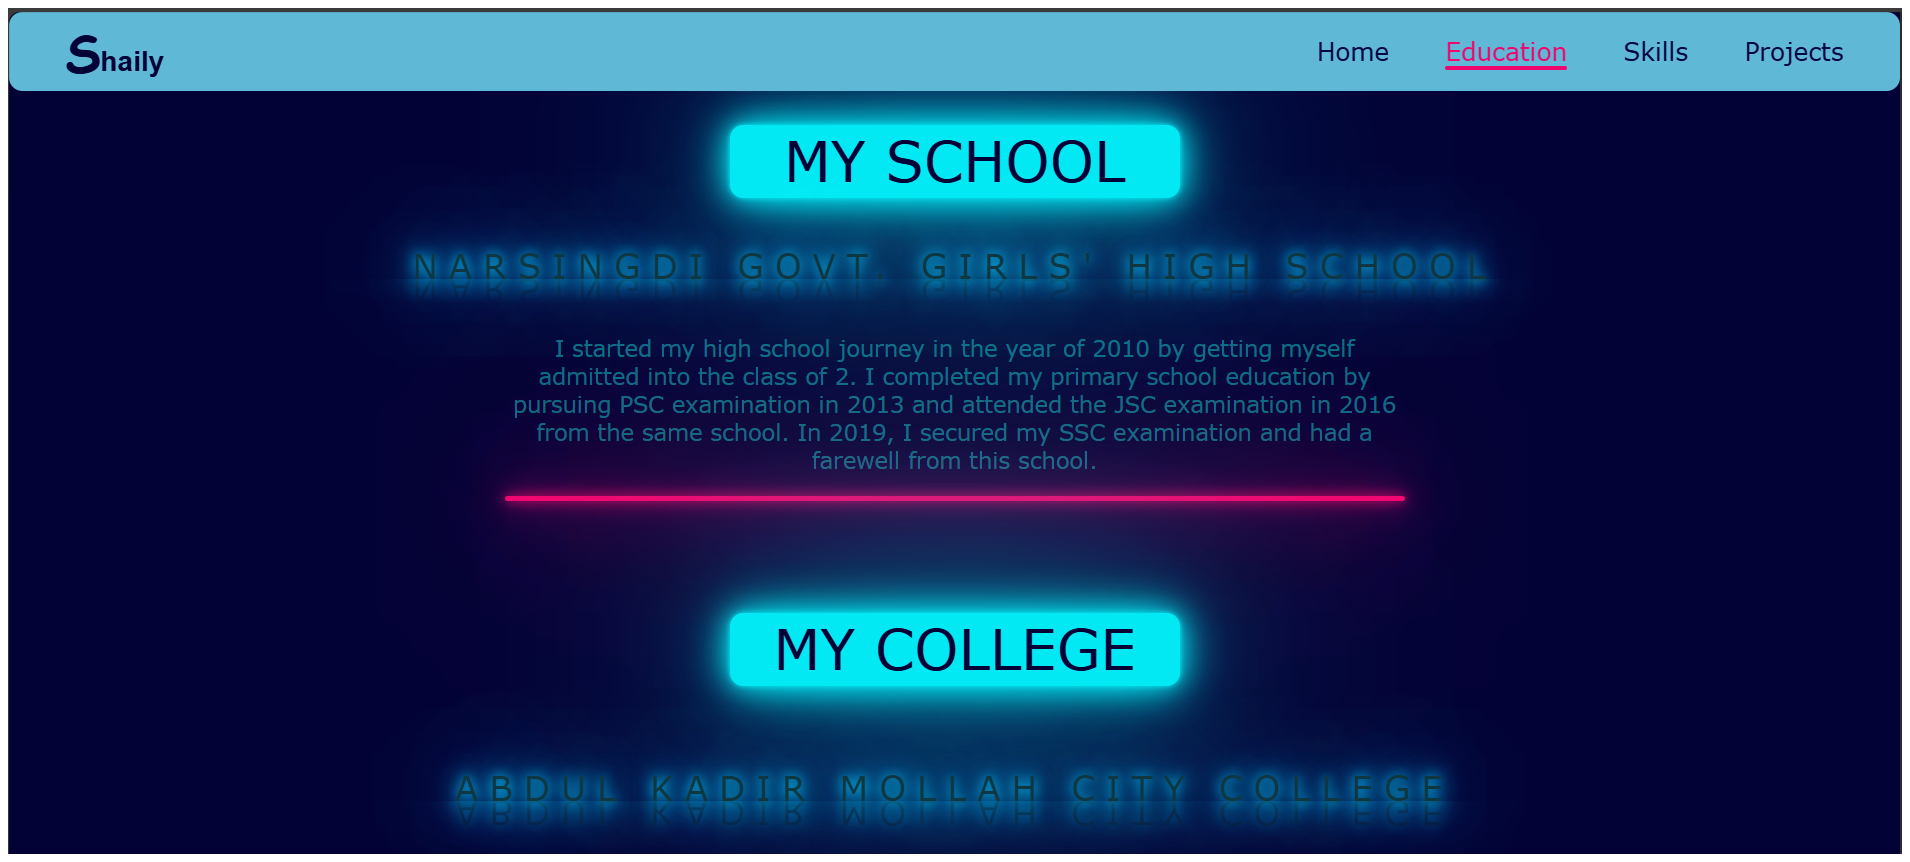 Shaily
Home Education Skills Projects
MY SCHOOL
NARSINGDI GOVT. GIRLS' HIGH SCHOOL
I started my high school journey in the year of 2010 by getting myself
admitted into the class of 2. I completed my primary school education by
pursuing PSC examination in 2013 and attended the JSC examination in 2016
from the same school. In 2019, I secured my SSC examination and had a
farewell from this school.
MY COLLEGE
ABDUL KADIR MOLLAH CITY COLLEGE